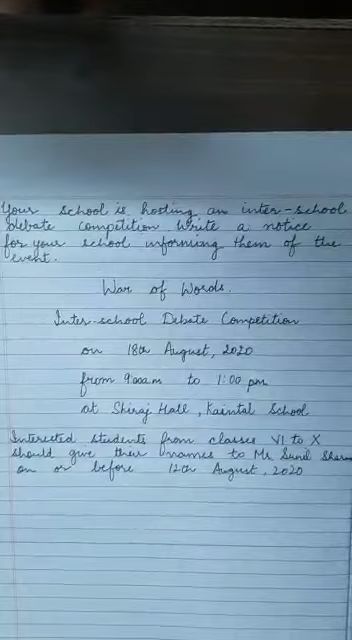 Your school is hosting an inter-school
debate competition Write a notice
for your school informing them of the
event.
War of Words.
Inter-school Debate Competition
on 18th August, 2020
from 9:00am to 1:00 pm
at Shiraj Hall, Kaintal School
Interested students from classes VI to X
should give their names to Mr Sunil Sharm
on or before 12th August, 2020